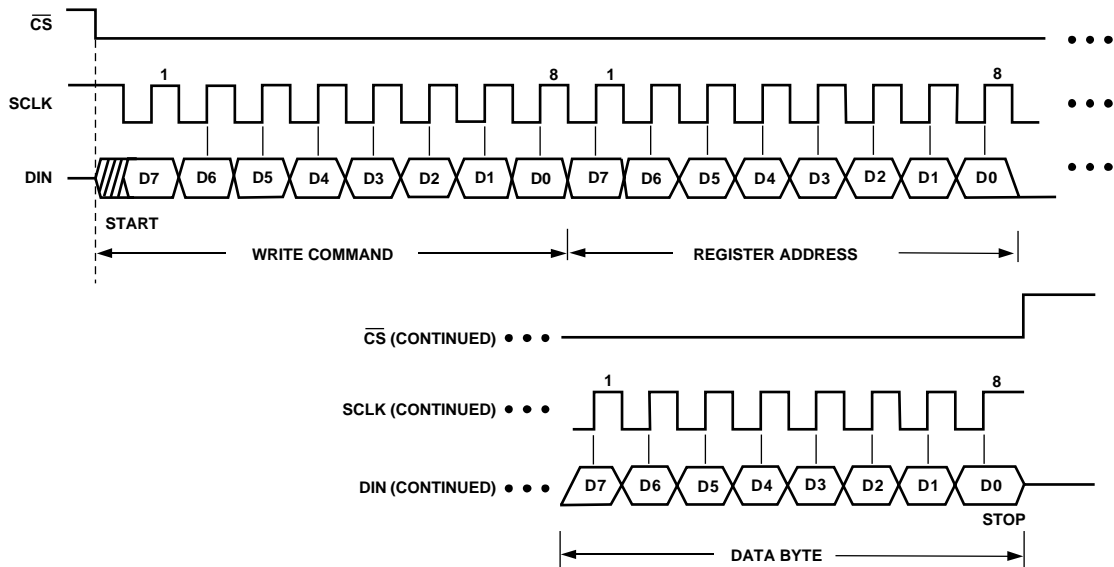 CS
1 8 1 8
SCLK
DIN D7 D6 D5 D4 D3 D2 D1 D0 D7 D6 D5 D4 D3 D2 D1 D0
START
WRITE COMMAND REGISTER ADDRESS
CS (CONTINUED)
1 8
SCLK (CONTINUED)
DIN (CONTINUED) D7 D6 D5 D4 D3 D2 D1 D0
STOP
DATA BYTE